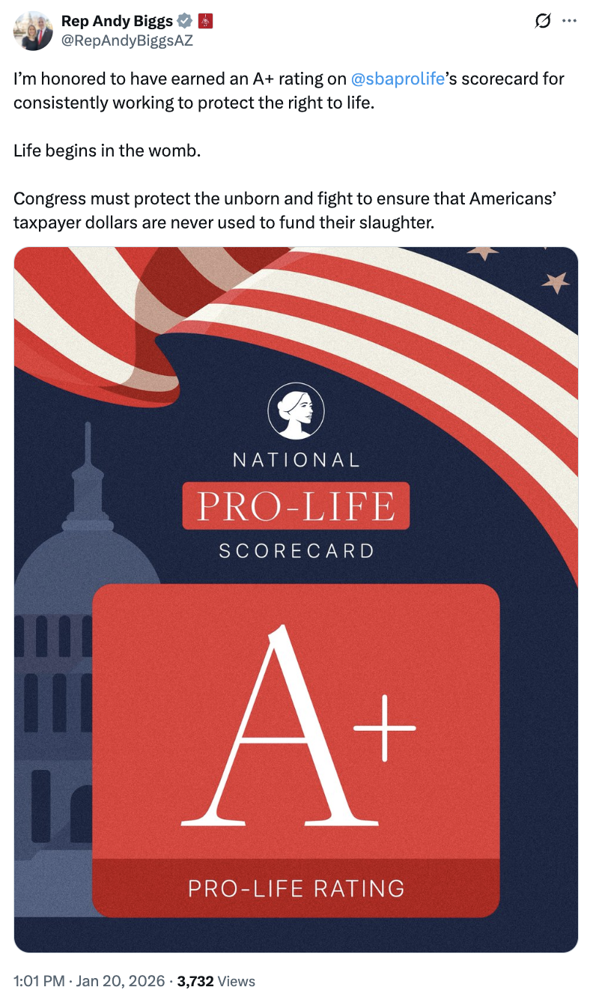 Rep Andy Biggs
@RepAndyBiggsAZ
I’m honored to have earned an A+ rating on @sbaprolife’s scorecard for
consistently working to protect the right to life.
Life begins in the womb.
Congress must protect the unborn and fight to ensure that Americans’
taxpayer dollars are never used to fund their slaughter.
NATIONAL
PRO-LIFE
SCORECARD
A+
PRO-LIFE RATING
1:01 PM · Jan 20, 2026 · 3,732 Views